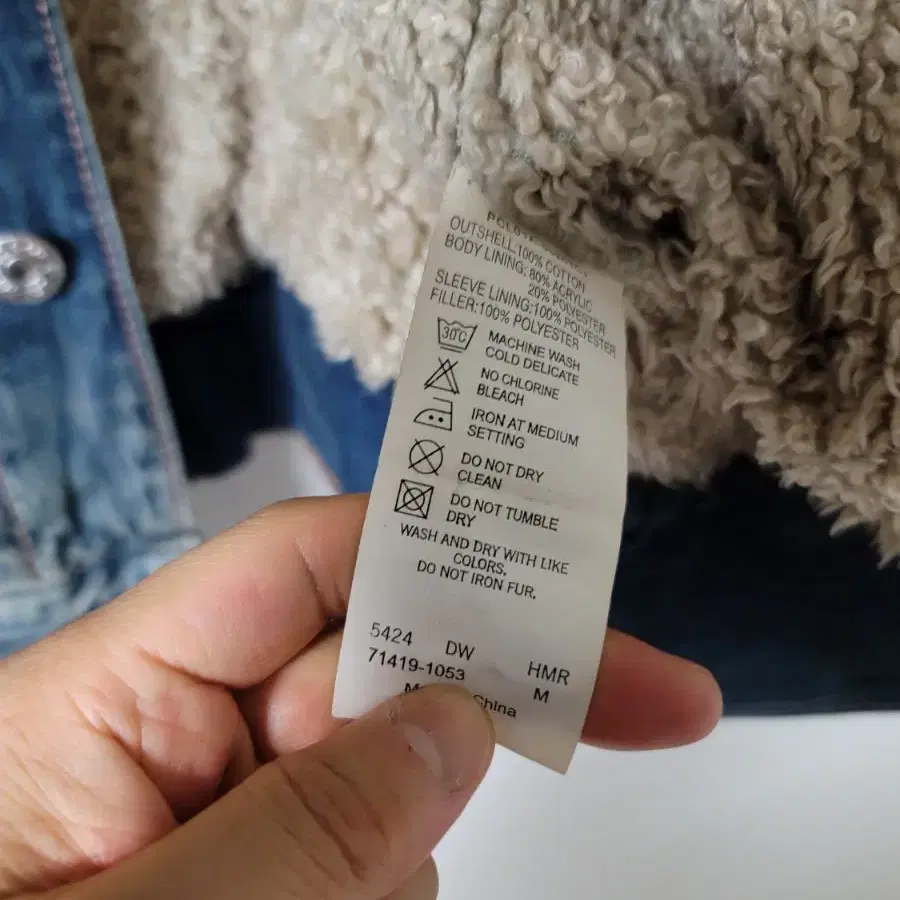 OUTSHELL:100% COTTON
BODY LINING: 80% ACRYLIC
20% POLYESTER
SLEEVE LINING:100% POLYESTER
FILLER:100% POLYESTER
30C
MACHINE WASH
COLD DELICATE
NO CHLORINE
BLEACH
IRON AT MEDIUM
SETTING
DO NOT DRY
CLEAN
DO NOT TUMBLE
DRY
WASH AND DRY WITH LIKE
COLORS.
DO NOT IRON FUR.
5424 DW HMR
71419-1053 M
China